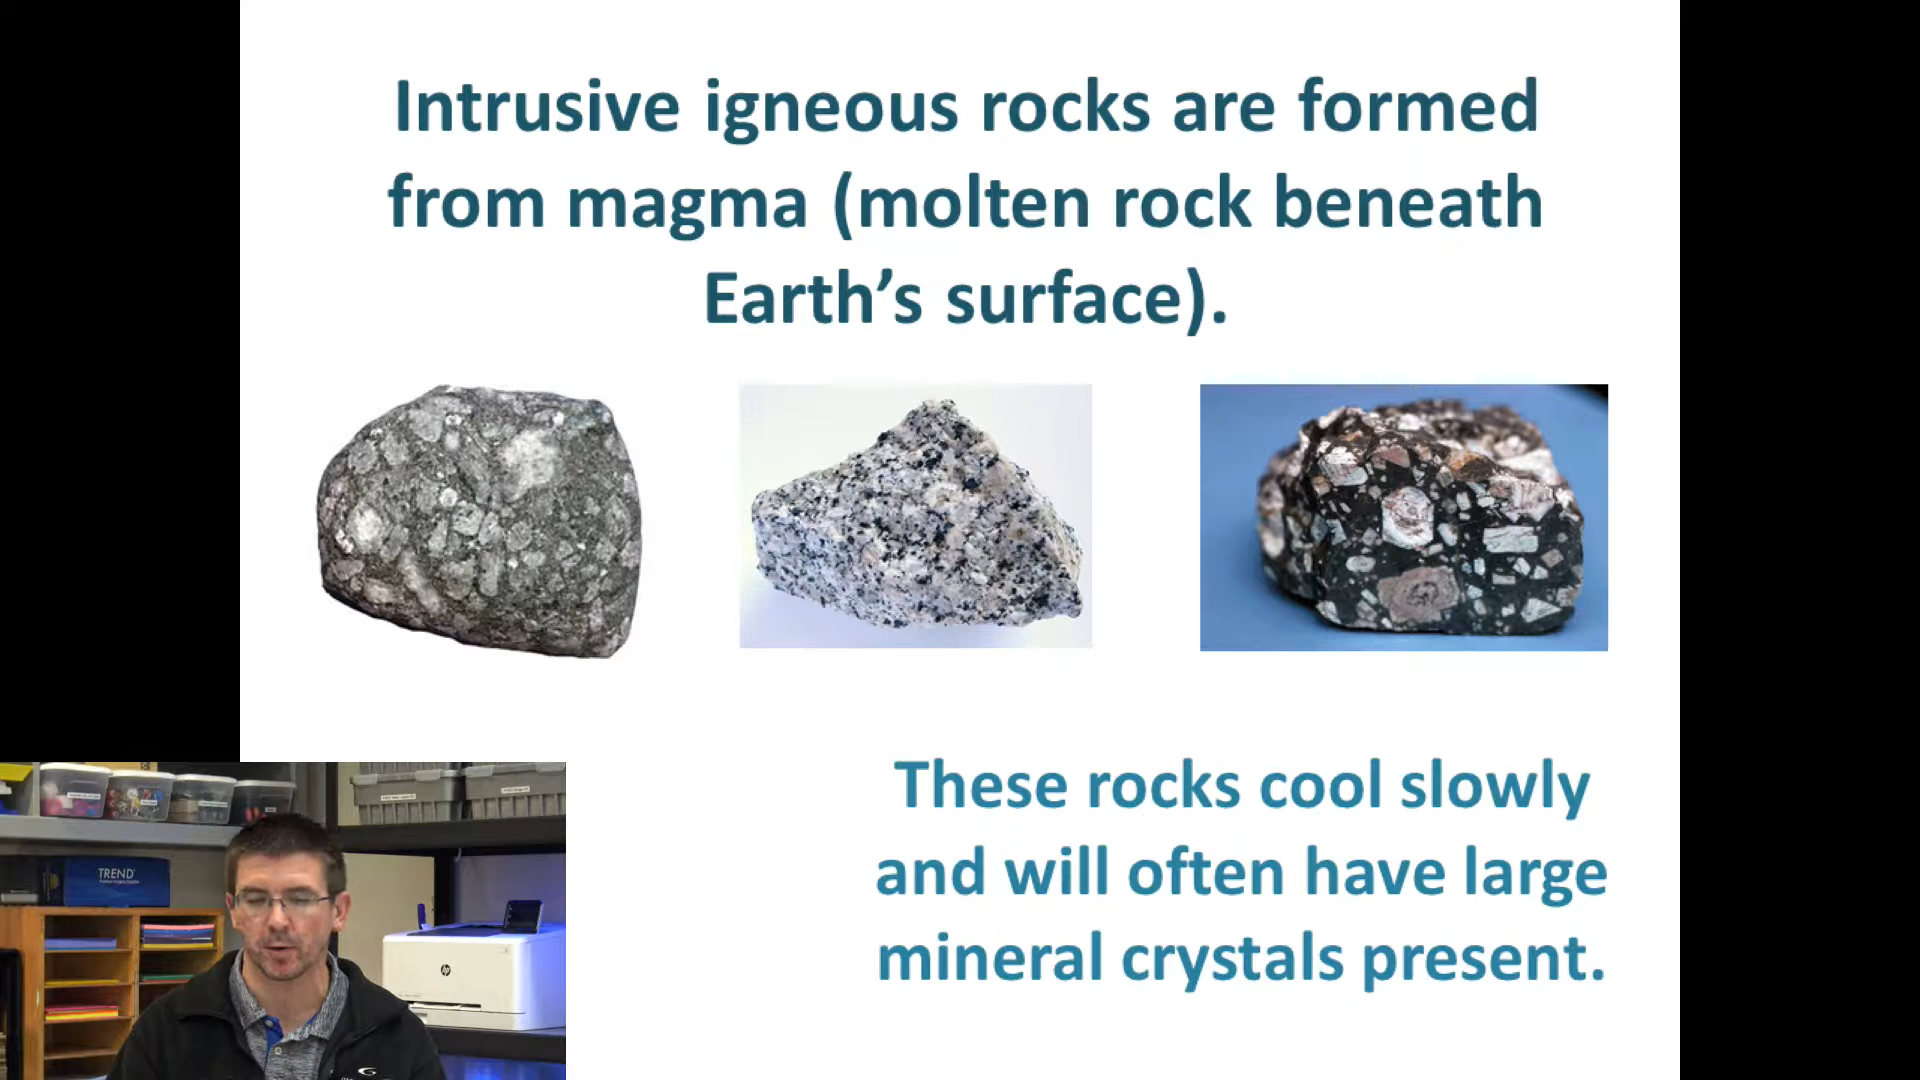 Intrusive igneous rocks are formed
from magma (molten rock beneath
Earth’s surface).
These rocks cool slowly
and will often have large
mineral crystals present.
TREND
hp